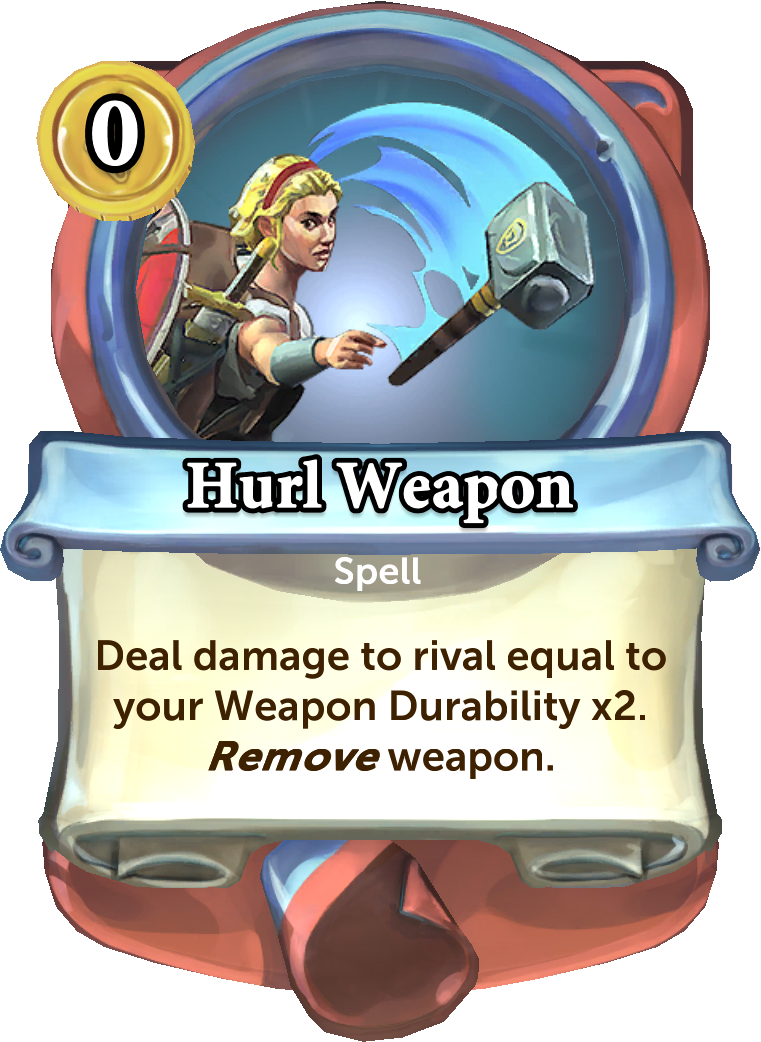 0
Hurl Weapon
Spell
Deal damage to rival equal to
your Weapon Durability x2.
Remove weapon.